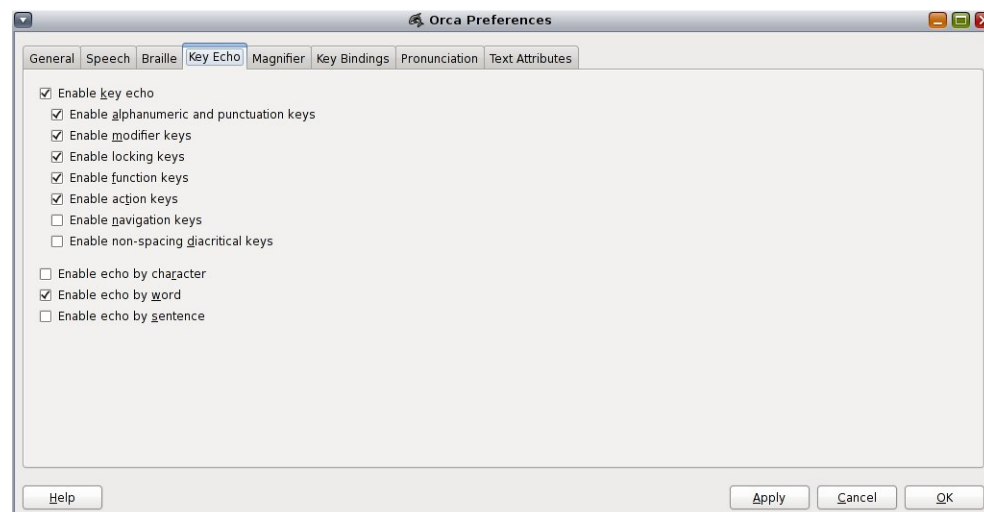 Orca Preferences
General Speech Braille Key Echo Magnifier Key Bindings Pronunciation Text Attributes
Enable key echo
Enable alphanumeric and punctuation keys
Enable modifier keys
Enable locking keys
Enable function keys
Enable action keys
Enable navigation keys
Enable non-spacing diacritical keys
Enable echo by character
Enable echo by word
Enable echo by sentence
Help Apply Cancel OK